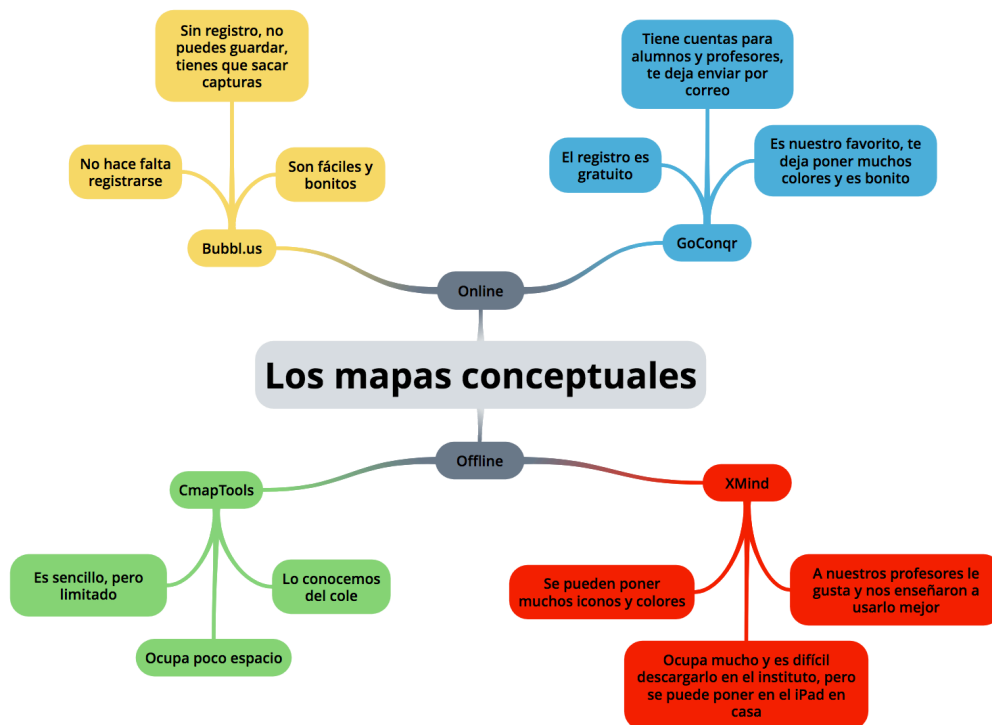 Sin registro, no
puedes guardar,
tienes que sacar
capturas
No hace falta
registrarse
Son fáciles y
bonitos
Bubbl.us
Tiene cuentas para
alumnos y profesores,
te deja enviar por
correo
El registro es
gratuito
Es nuestro favorito, te
deja poner muchos
colores y es bonito
GoConqr
Online
Los mapas conceptuales
Offline
CmapTools
Es sencillo, pero
limitado
Lo conocemos
del cole
Ocupa poco espacio
XMind
Se pueden poner
muchos iconos y colores
A nuestros profesores le
gusta y nos enseñaron a
usarlo mejor
Ocupa mucho y es difícil
descargarlo en el instituto, pero
se puede poner en el iPad en
casa